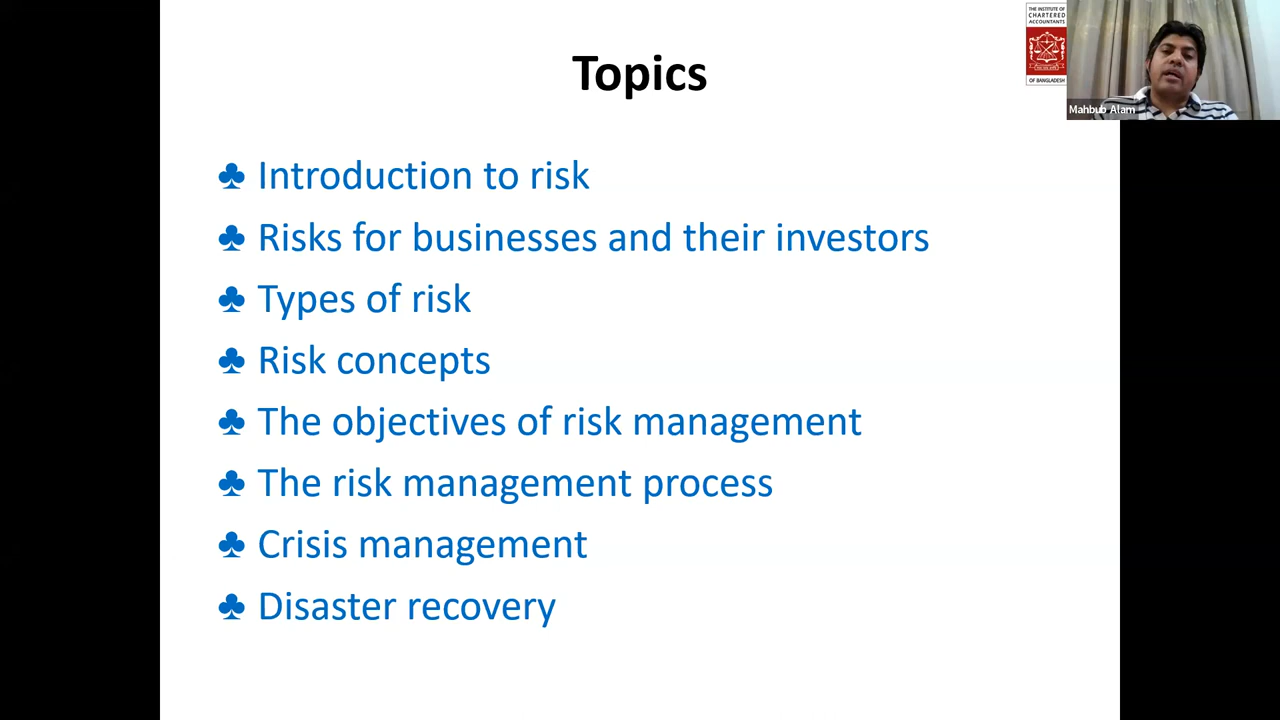 Topics
THE INSTITUTE OF
CHARTERED
ACCOUNTANTS
OF BANGLADESH
Mahbub Alam
♣ Introduction to risk
♣ Risks for businesses and their investors
♣ Types of risk
♣ Risk concepts
♣ The objectives of risk management
♣ The risk management process
♣ Crisis management
♣ Disaster recovery